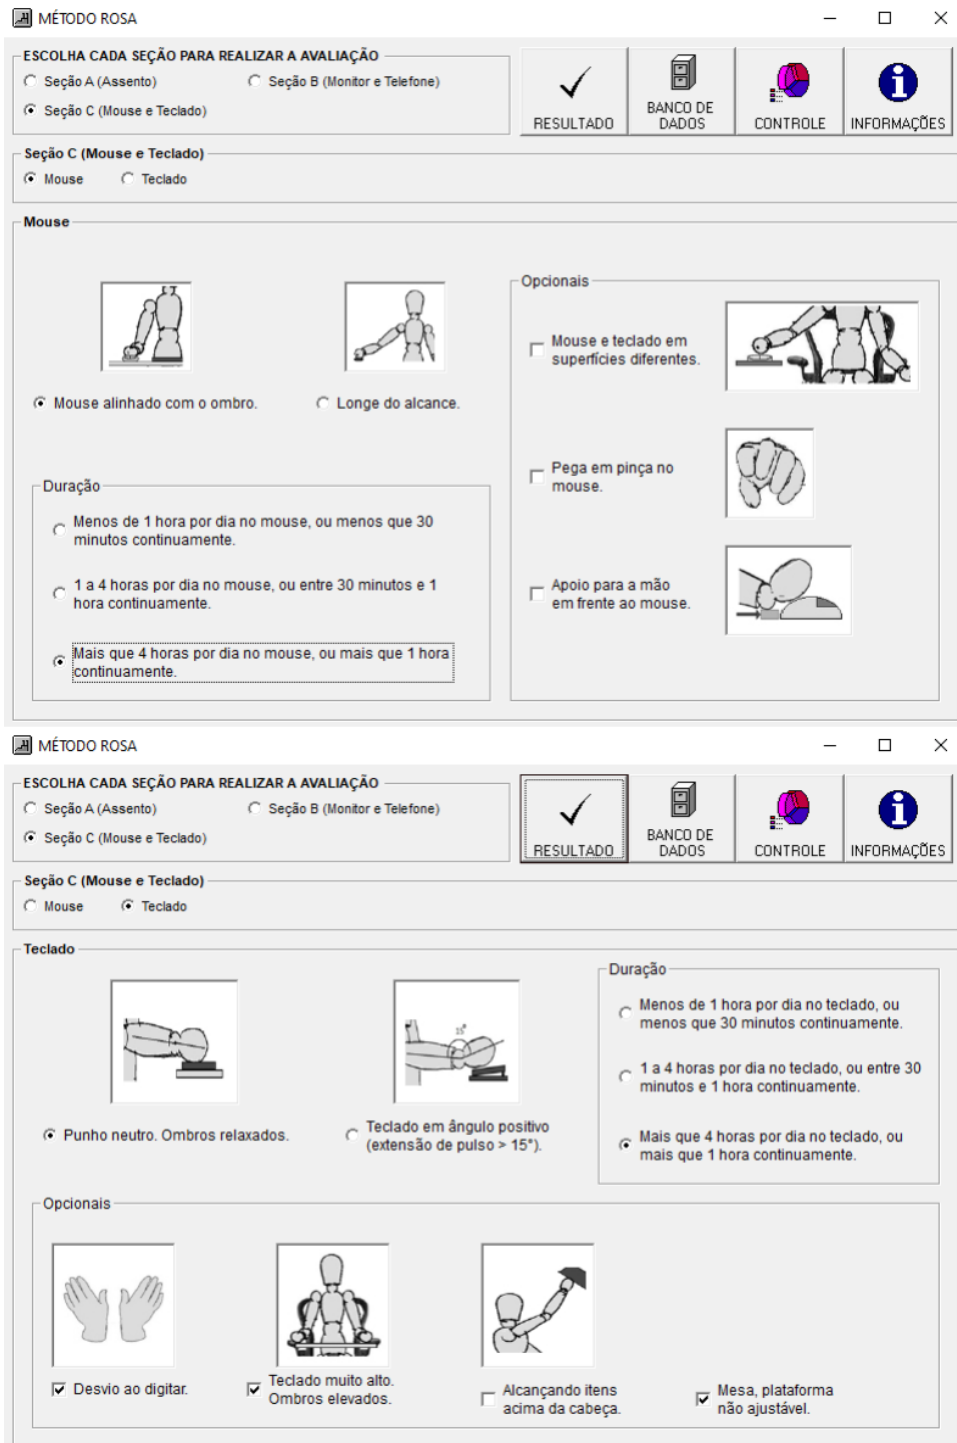 MÉTODO ROSA
ESCOLHA CADA SEÇÃO PARA REALIZAR A AVALIAÇÃO
Seção A (Assento)
Seção B (Monitor e Telefone)
Seção C (Mouse e Teclado)
RESULTADO
BANCO DE
DADOS
CONTROLE
INFORMAÇÕES
Seção C (Mouse e Teclado)
Mouse
Teclado
Mouse
Mouse alinhado com o ombro.
Longe do alcance.
Duração
Menos de 1 hora por dia no mouse, ou menos que 30
minutos continuamente.
1 a 4 horas por dia no mouse, ou entre 30 minutos e 1
hora continuamente.
Mais que 4 horas por dia no mouse, ou mais que 1 hora
continuamente.
Opcionais
Mouse e teclado em
superfícies diferentes.
Pega em pinça no
mouse.
Apoio para a mão
em frente ao mouse.
MÉTODO ROSA
ESCOLHA CADA SEÇÃO PARA REALIZAR A AVALIAÇÃO
Seção A (Assento)
Seção B (Monitor e Telefone)
Seção C (Mouse e Teclado)
RESULTADO
BANCO DE
DADOS
CONTROLE
INFORMAÇÕES
Seção C (Mouse e Teclado)
Mouse
Teclado
Teclado
15°
Punho neutro. Ombros relaxados.
Teclado em ângulo positivo
(extensão de pulso > 15°).
Duração
Menos de 1 hora por dia no teclado, ou
menos que 30 minutos continuamente.
1 a 4 horas por dia no teclado, ou entre 30
minutos e 1 hora continuamente.
Mais que 4 horas por dia no teclado, ou
mais que 1 hora continuamente.
Opcionais
Desvio ao digitar.
Teclado muito alto.
Ombros elevados.
Alcançando itens
acima da cabeça.
Mesa, plataforma
não ajustável.